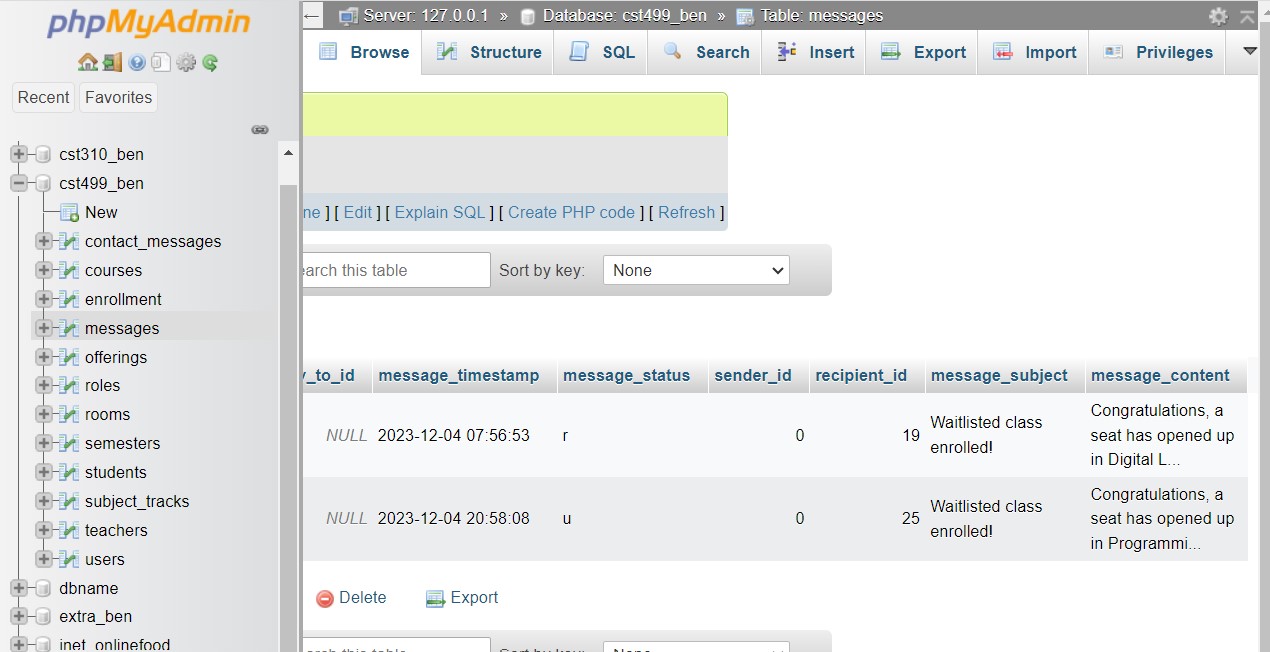 phpMyAdmin
Recent Favorites
cst310_ben
cst499_ben
New
contact_messages
courses
enrollment
messages
offerings
roles
rooms
semesters
students
subject_tracks
teachers
users
dbname
extra_ben
inet_onlinefood
Server: 127.0.0.1 » Database: cst499_ben » Table: messages
Browse Structure SQL Search Insert Export Import Privileges
ne ] [ Edit ] [ Explain SQL ] [ Create PHP code ] [ Refresh ]
earch this table Sort by key: None
y_to_id message_timestamp message_status sender_id recipient_id message_subject message_content
NULL 2023-12-04 07:56:53 r 0 19 Waitlisted class
enrolled! Congratulations, a
seat has opened up
in Digital L...
NULL 2023-12-04 20:58:08 u 0 25 Waitlisted class
enrolled! Congratulations, a
seat has opened up
in Programmi...
Delete Export
earch this table Sort by key: None